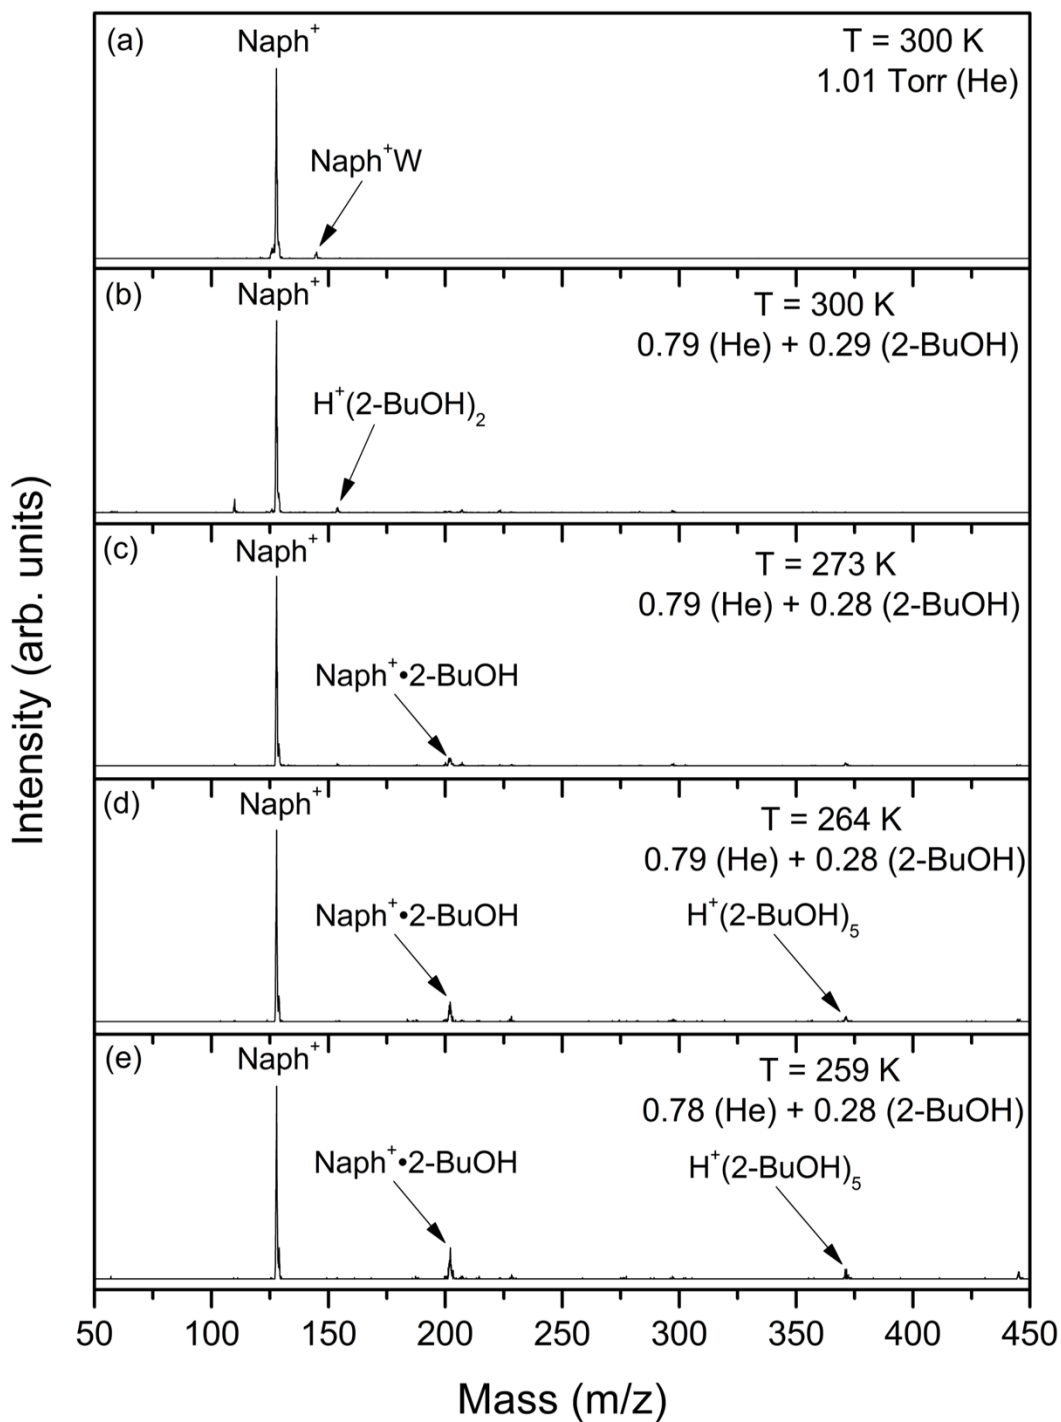 (a)
Naph⁺
T = 300 K
1.01 Torr (He)
Naph⁺W
(b)
Naph⁺
T = 300 K
0.79 (He) + 0.29 (2-BuOH)
H⁺(2-BuOH)₂
(c)
Naph⁺
T = 273 K
0.79 (He) + 0.28 (2-BuOH)
Naph⁺•2-BuOH
(d)
Naph⁺
T = 264 K
0.79 (He) + 0.28 (2-BuOH)
Naph⁺•2-BuOH
H⁺(2-BuOH)₅
(e)
Naph⁺
T = 259 K
0.78 (He) + 0.28 (2-BuOH)
Naph⁺•2-BuOH
H⁺(2-BuOH)₅
Intensity (arb. units)
50 100 150 200 250 300 350 400 450
Mass (m/z)